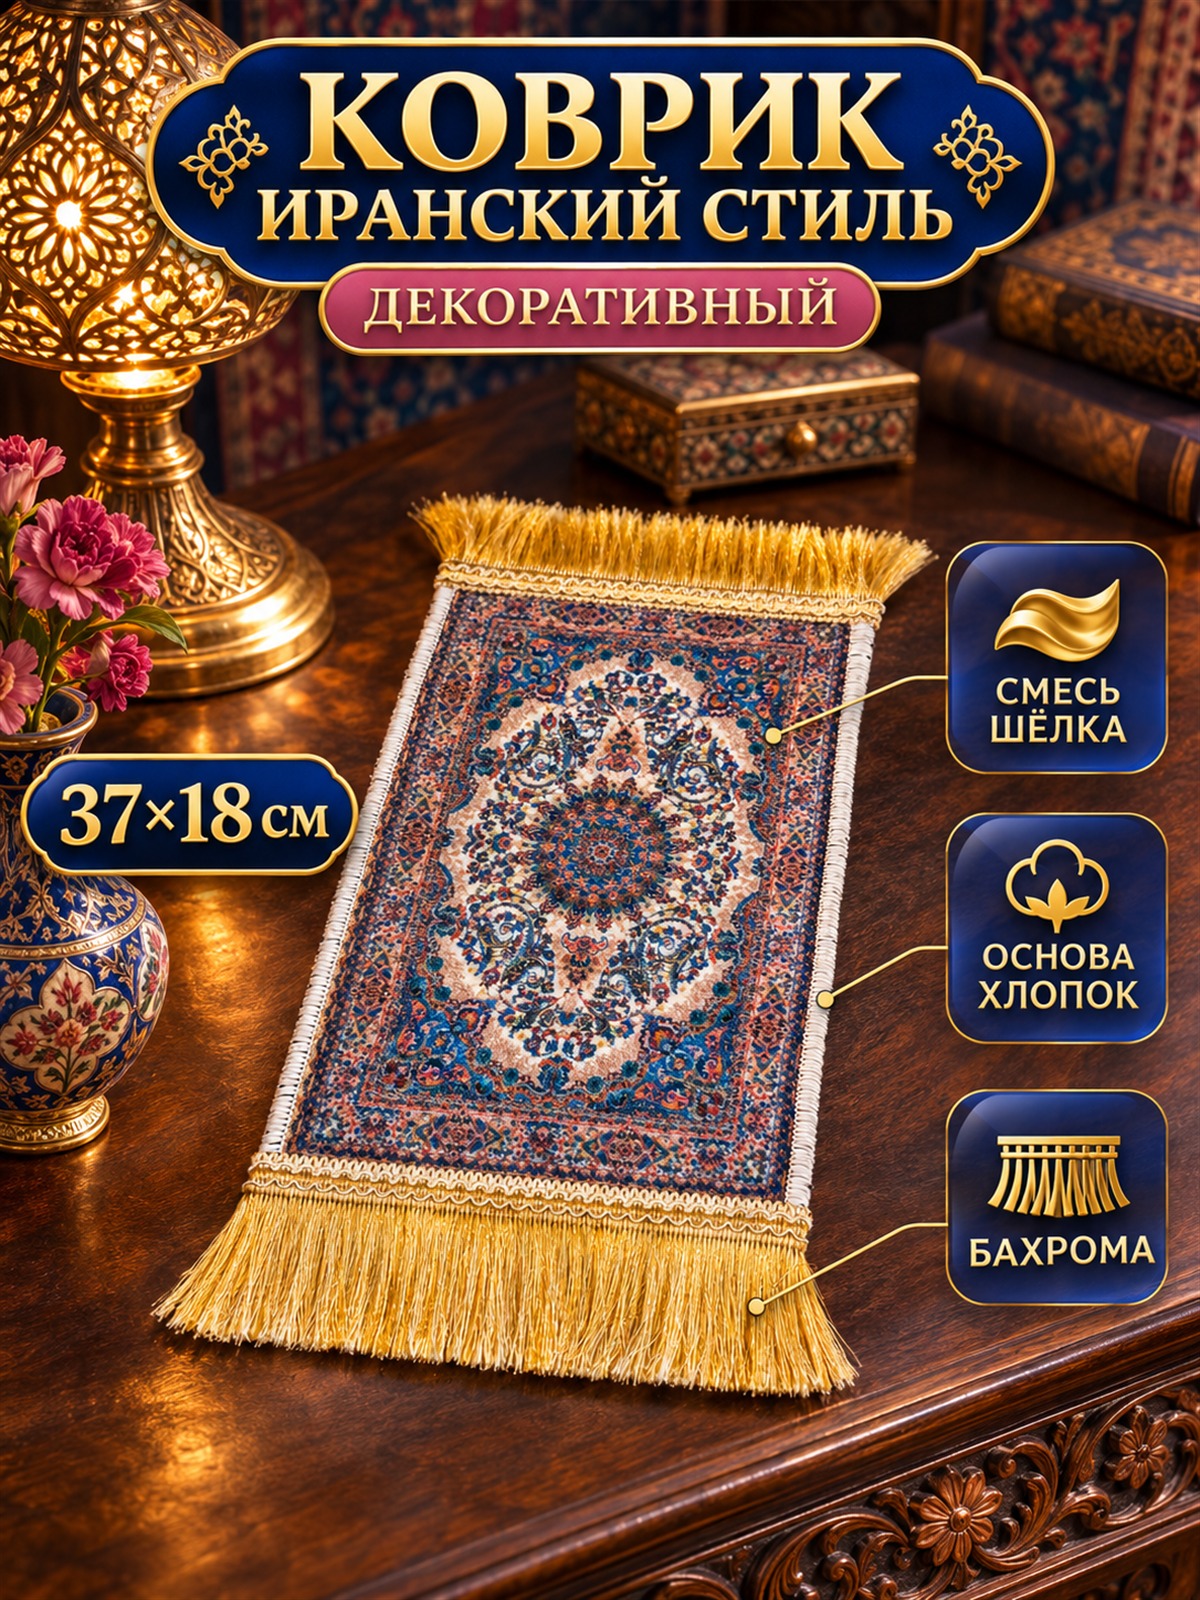 КОВРИК
ИРАНСКИЙ СТИЛЬ
ДЕКОРАТИВНЫЙ
37×18 СМ
СМЕСЬ
ШЁЛКА
ОСНОВА
ХЛОПОК
БАХРОМА